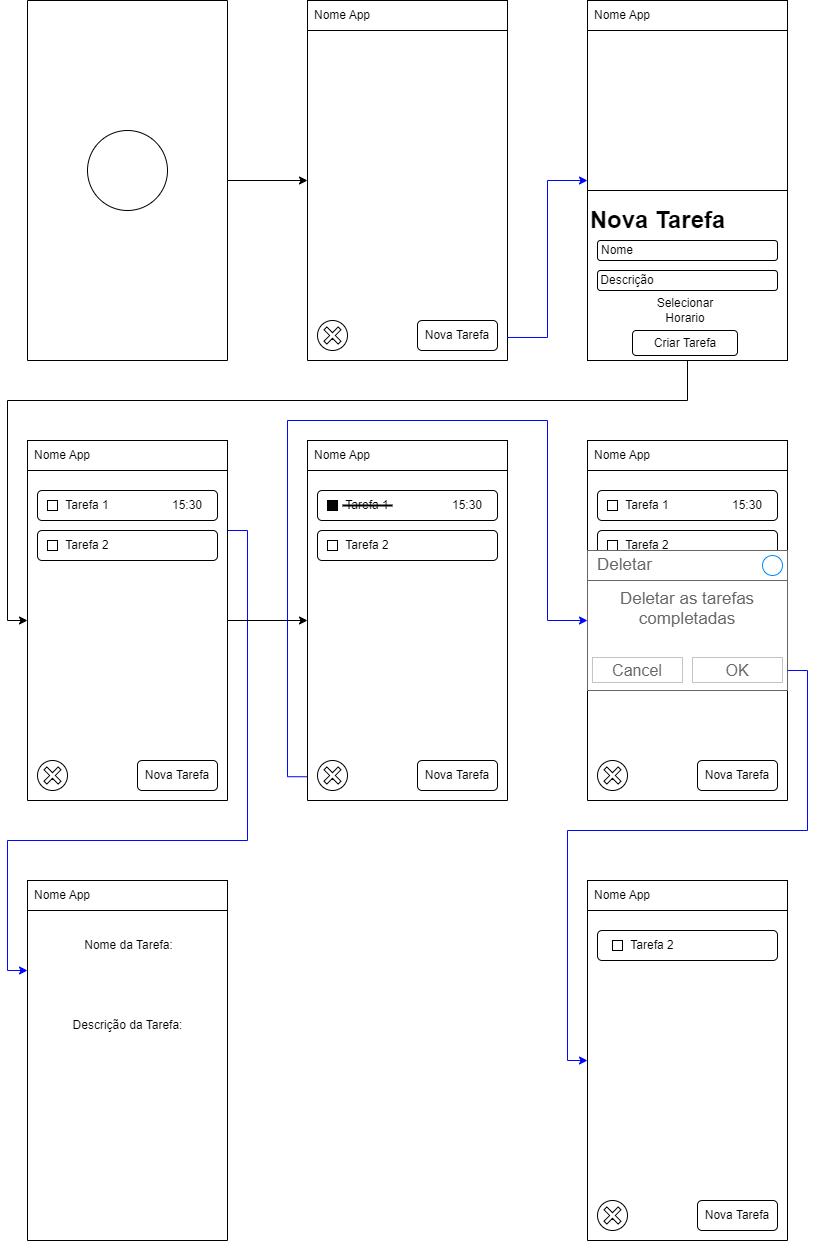 Nome App
Nova Tarefa
Nome App
Nova Tarefa
Nome
Descrição
Selecionar
Horario
Criar Tarefa
Nome App
Tarefa 1 15:30
Tarefa 2
Nova Tarefa
Nome App
Tarefa 1 15:30
Tarefa 2
Nova Tarefa
Nome App
Tarefa 1 15:30
Tarefa 2
Deletar
Deletar as tarefas
completadas
Cancel OK
Nova Tarefa
Nome App
Nome da Tarefa:
Descrição da Tarefa:
Nome App
Tarefa 2
Nova Tarefa